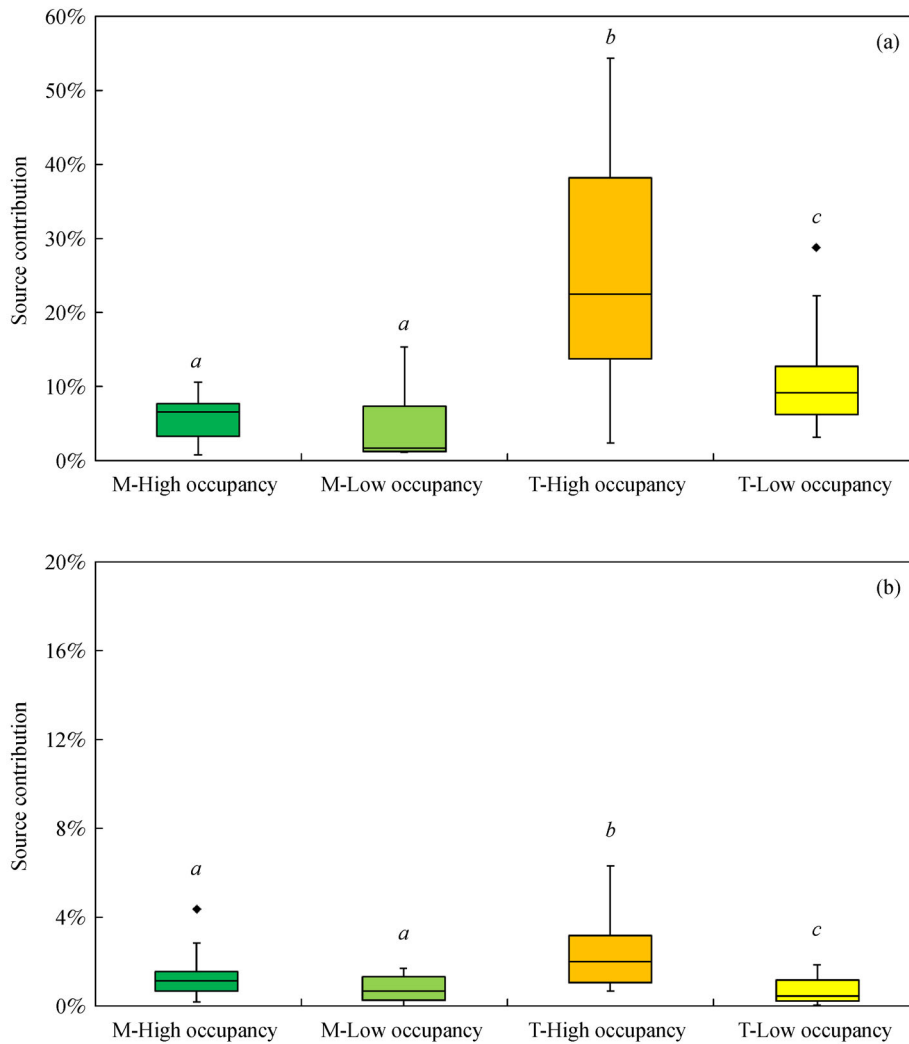 60%
(a)
b
50%
40%
c
30%
20%
a
a
10%
0%
Source contribution
M-High occupancy M-Low occupancy T-High occupancy T-Low occupancy
20%
(b)
16%
12%
8%
b
a
a
c
4%
0%
Source contribution
M-High occupancy M-Low occupancy T-High occupancy T-Low occupancy